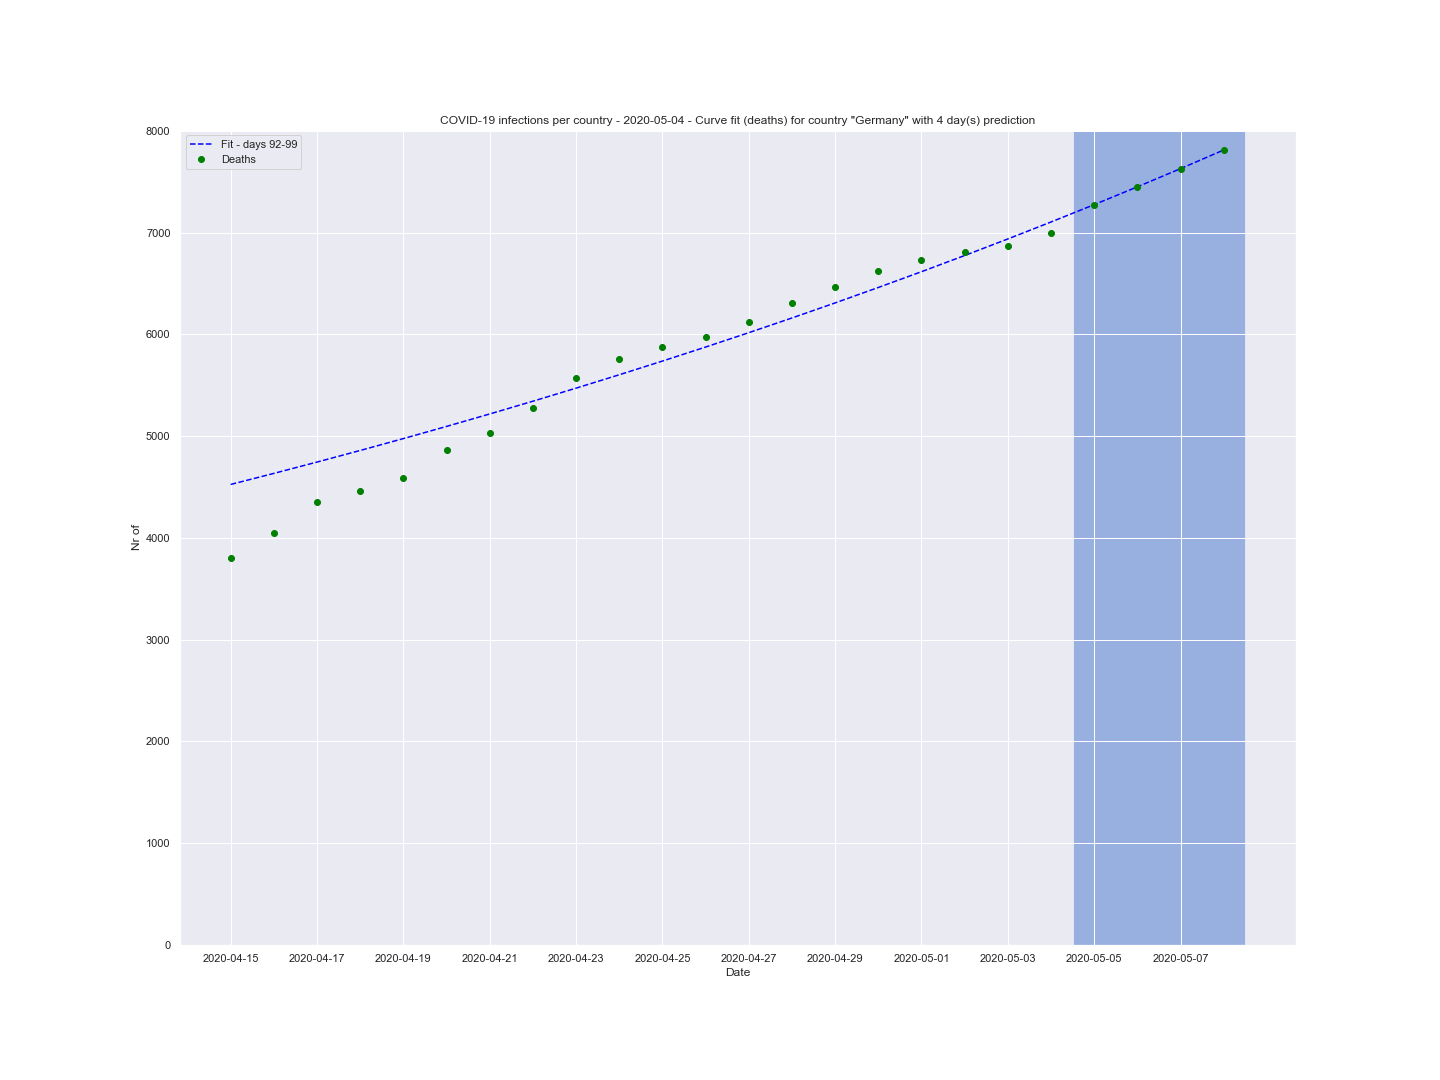 COVID-19 infections per country - 2020-05-04 - Curve fit (deaths) for country "Germany" with 4 day(s) prediction
Fit - days 92-99
Deaths
8000
7000
6000
5000
4000
3000
2000
1000
0
Nr of
2020-04-15 2020-04-17 2020-04-19 2020-04-21 2020-04-23 2020-04-25 2020-04-27 2020-04-29 2020-05-01 2020-05-03 2020-05-05 2020-05-07
Date